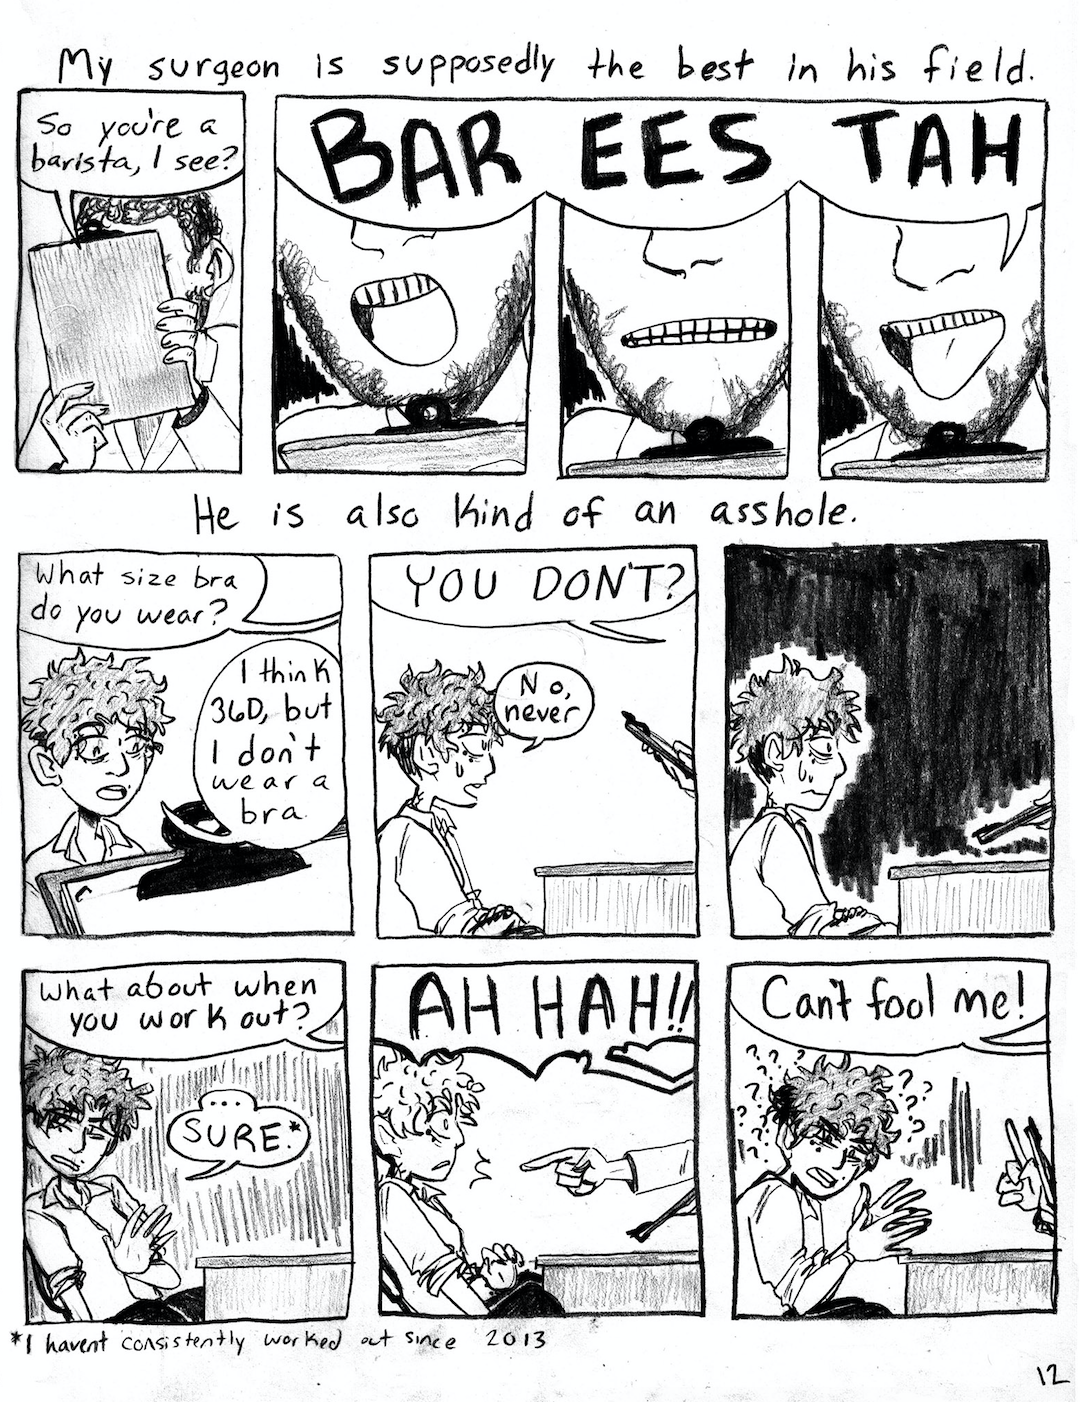 My surgeon is supposedly the best in his field.
So you're a
barista, I see?
BAR EES TAH
He is also kind of an asshole.
What size bra
do you wear?
I think
36D, but
I don't
wear a
bra.
YOU DON'T?
No,
never
What about when
you work out?
...
SURE.*
AH HAH!!
Can't fool me!
? ? ? ? ? ? ? ? ? ? ? ?
*I havent consistently worked out since 2013
12